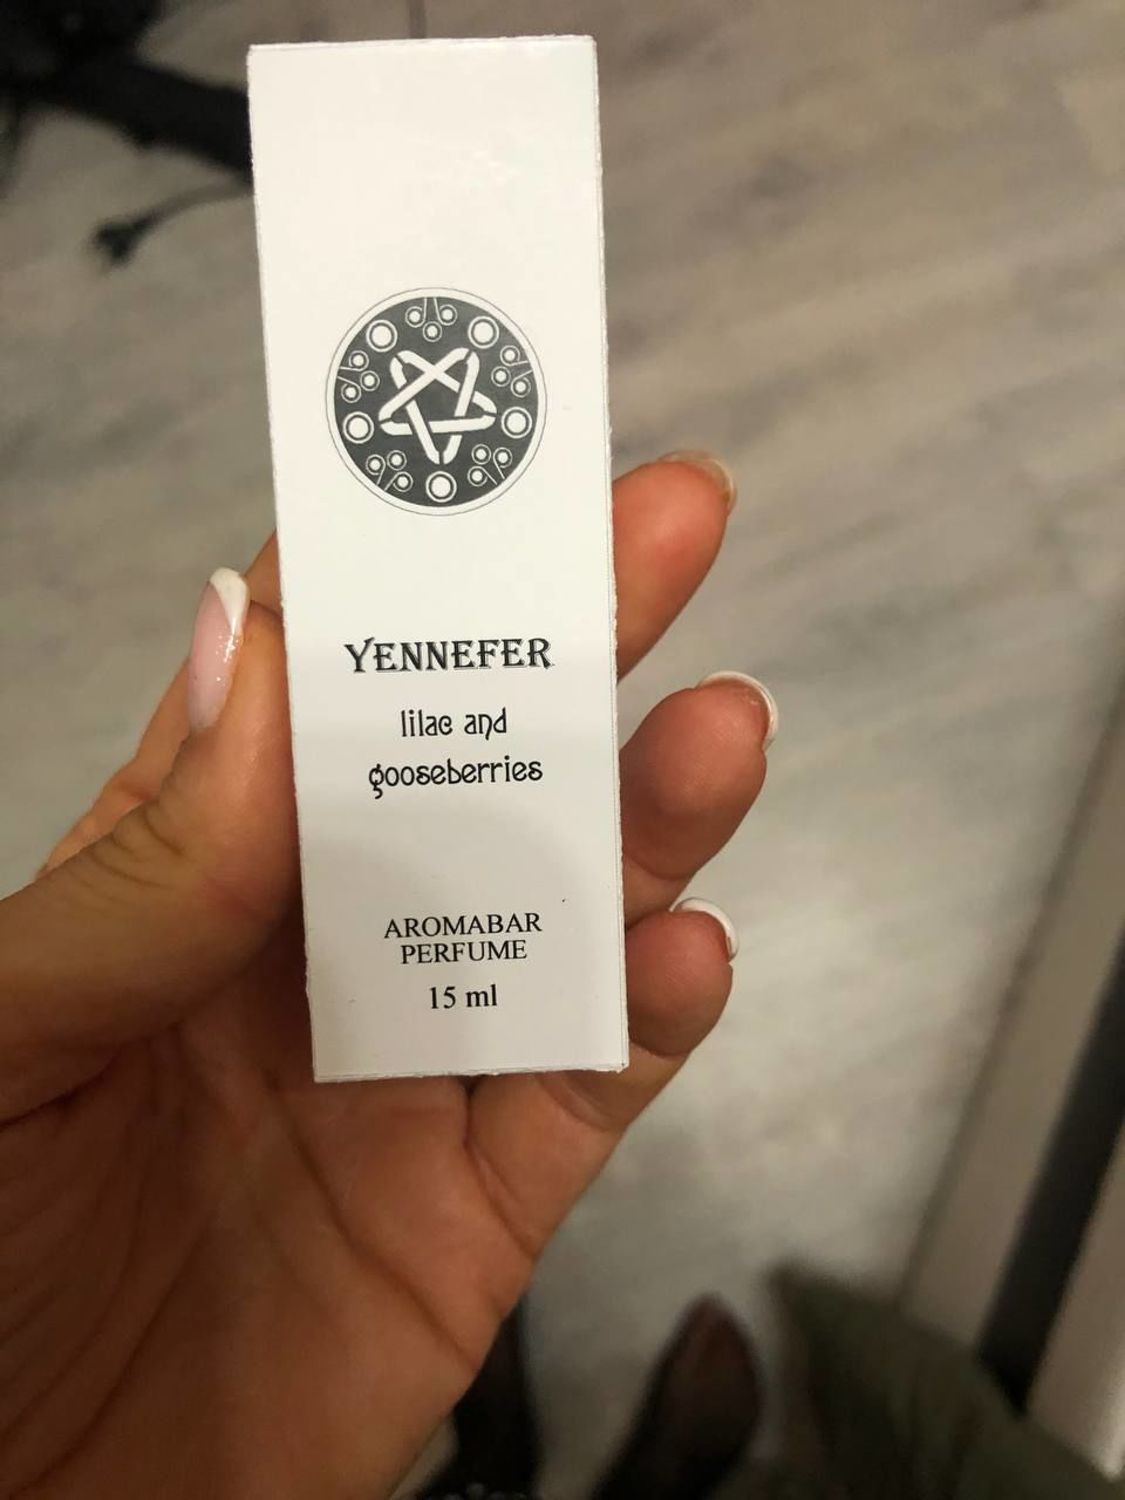 YENNEFER
lilac and
gooseberries
AROMABAR
PERFUME
15 ml